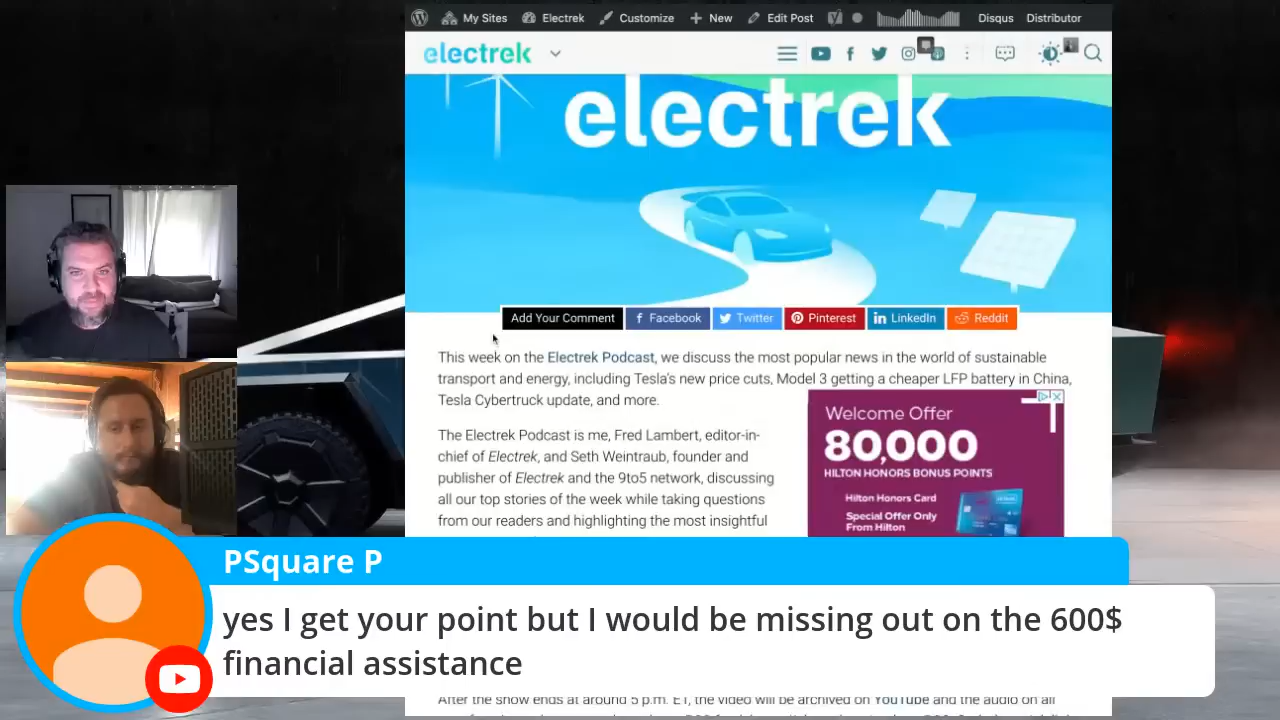 My Sites Electrek Customize New Edit Post Disqus Distributor
electrek
electrek
Add Your Comment Facebook Twitter Pinterest LinkedIn Reddit
This week on the Electrek Podcast, we discuss the most popular news in the world of sustainable
transport and energy, including Tesla's new price cuts, Model 3 getting a cheaper LFP battery in China,
Tesla Cybertruck update, and more.
The Electrek Podcast is me, Fred Lambert, editor-in-
chief of Electrek, and Seth Weintraub, founder and
publisher of Electrek and the 9to5 network, discussing
all our top stories of the week while taking questions
from our readers and highlighting the most insightful
Welcome Offer
80,000
HILTON HONORS BONUS POINTS
Hilton Honors Card
Special Offer Only
From Hilton
PSquare P
yes I get your point but I would be missing out on the 600$
financial assistance
After the show ends at around 5 p.m. ET, the video will be archived on YouTube and the audio on all